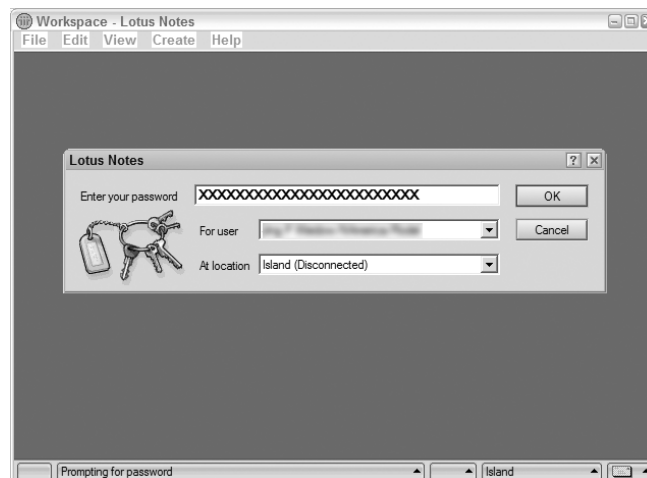 Workspace - Lotus Notes
File Edit View Create Help
Lotus Notes
Enter your password XXXXXXXXXXXXXXXXXXXXXXXX OK
For user Cancel
At location Island (Disconnected)
Prompting for password Island